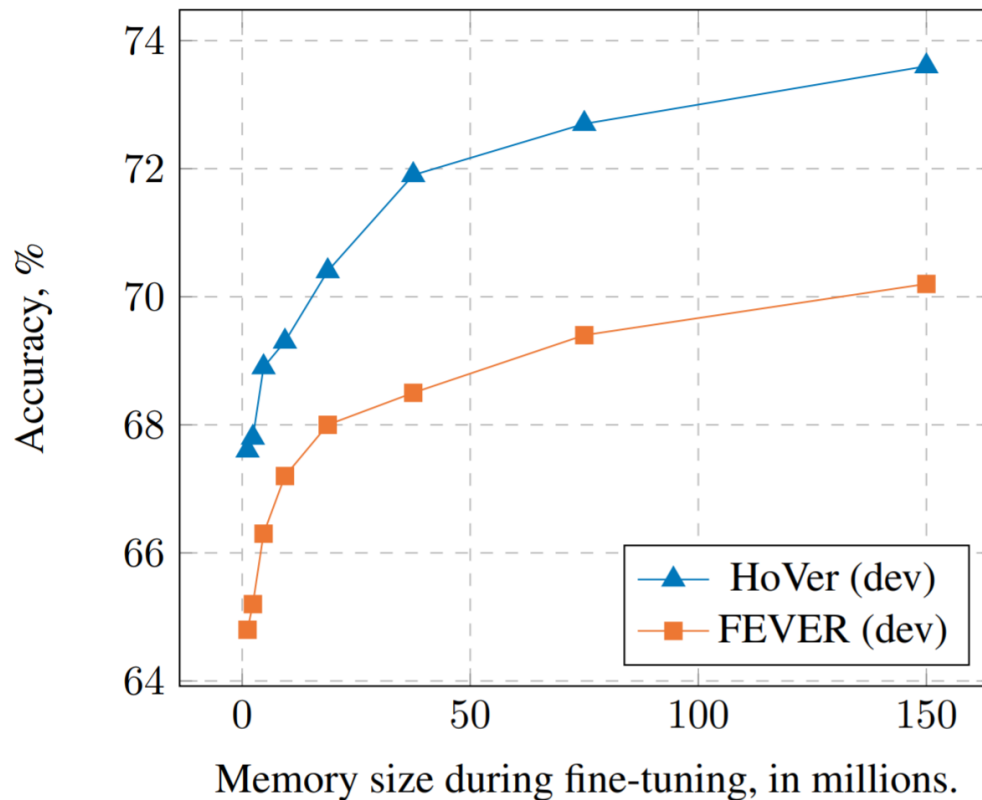 74
72
70
68
66
64
Accuracy, %
HoVer (dev)
FEVER (dev)
0 50 100 150
Memory size during fine-tuning, in millions.